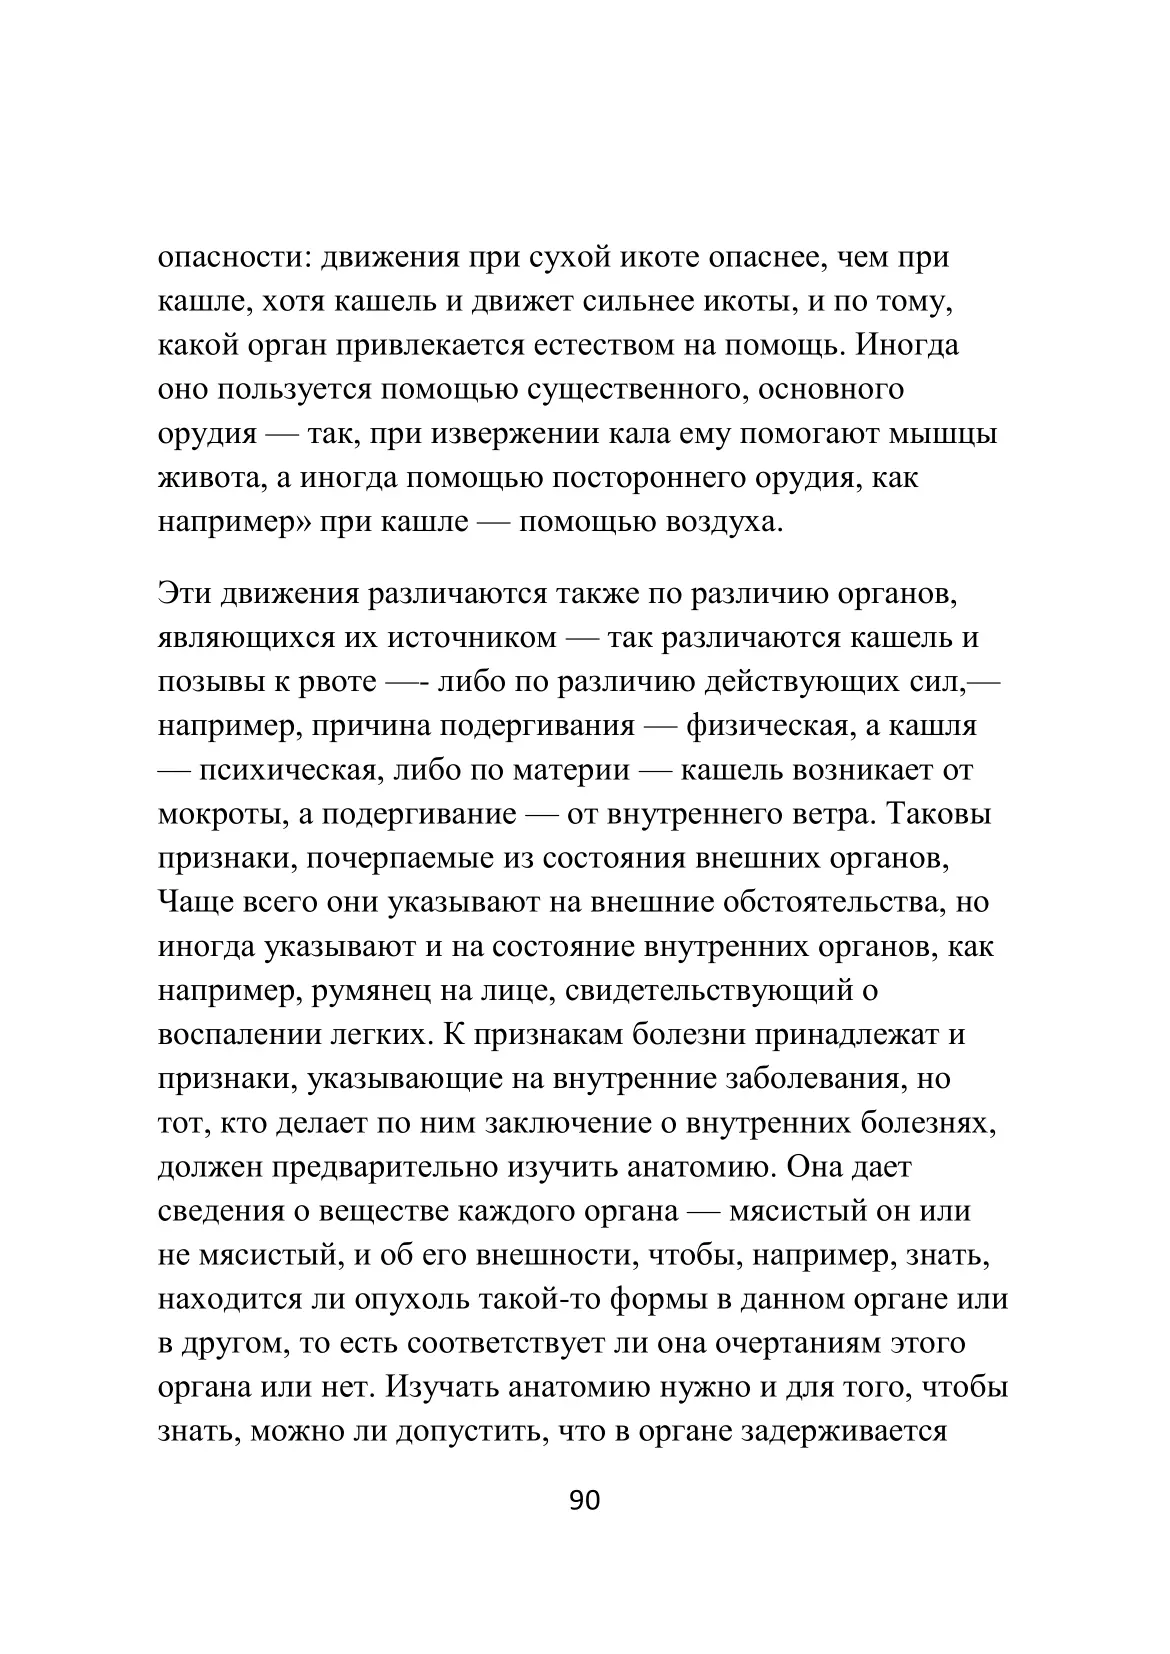 опасности: движения при сухой икоте опаснее, чем при
кашле, хотя кашель и движет сильнее икоты, и по тому,
какой орган привлекается естеством на помощь. Иногда
оно пользуется помощью существенного, основного
орудия — так, при извержении кала ему помогают мышцы
живота, а иногда помощью постороннего орудия, как
например» при кашле — помощью воздуха.
Эти движения различаются также по различию органов,
являющихся их источником — так различаются кашель и
позывы к рвоте —- либо по различию действующих сил,—
например, причина подергивания — физическая, а кашля
— психическая, либо по материи — кашель возникает от
мокроты, а подергивание — от внутреннего ветра. Таковы
признаки, почерпаемые из состояния внешних органов,
Чаще всего они указывают на внешние обстоятельства, но
иногда указывают и на состояние внутренних органов, как
например, румянец на лице, свидетельствующий о
воспалении легких. К признакам болезни принадлежат и
признаки, указывающие на внутренние заболевания, но
тот, кто делает по ним заключение о внутренних болезнях,
должен предварительно изучить анатомию. Она дает
сведения о веществе каждого органа — мясистый он или
не мясистый, и об его внешности, чтобы, например, знать,
находится ли опухоль такой-то формы в данном органе или
в другом, то есть соответствует ли она очертаниям этого
органа или нет. Изучать анатомию нужно и для того, чтобы
знать, можно ли допустить, что в органе задерживается
90